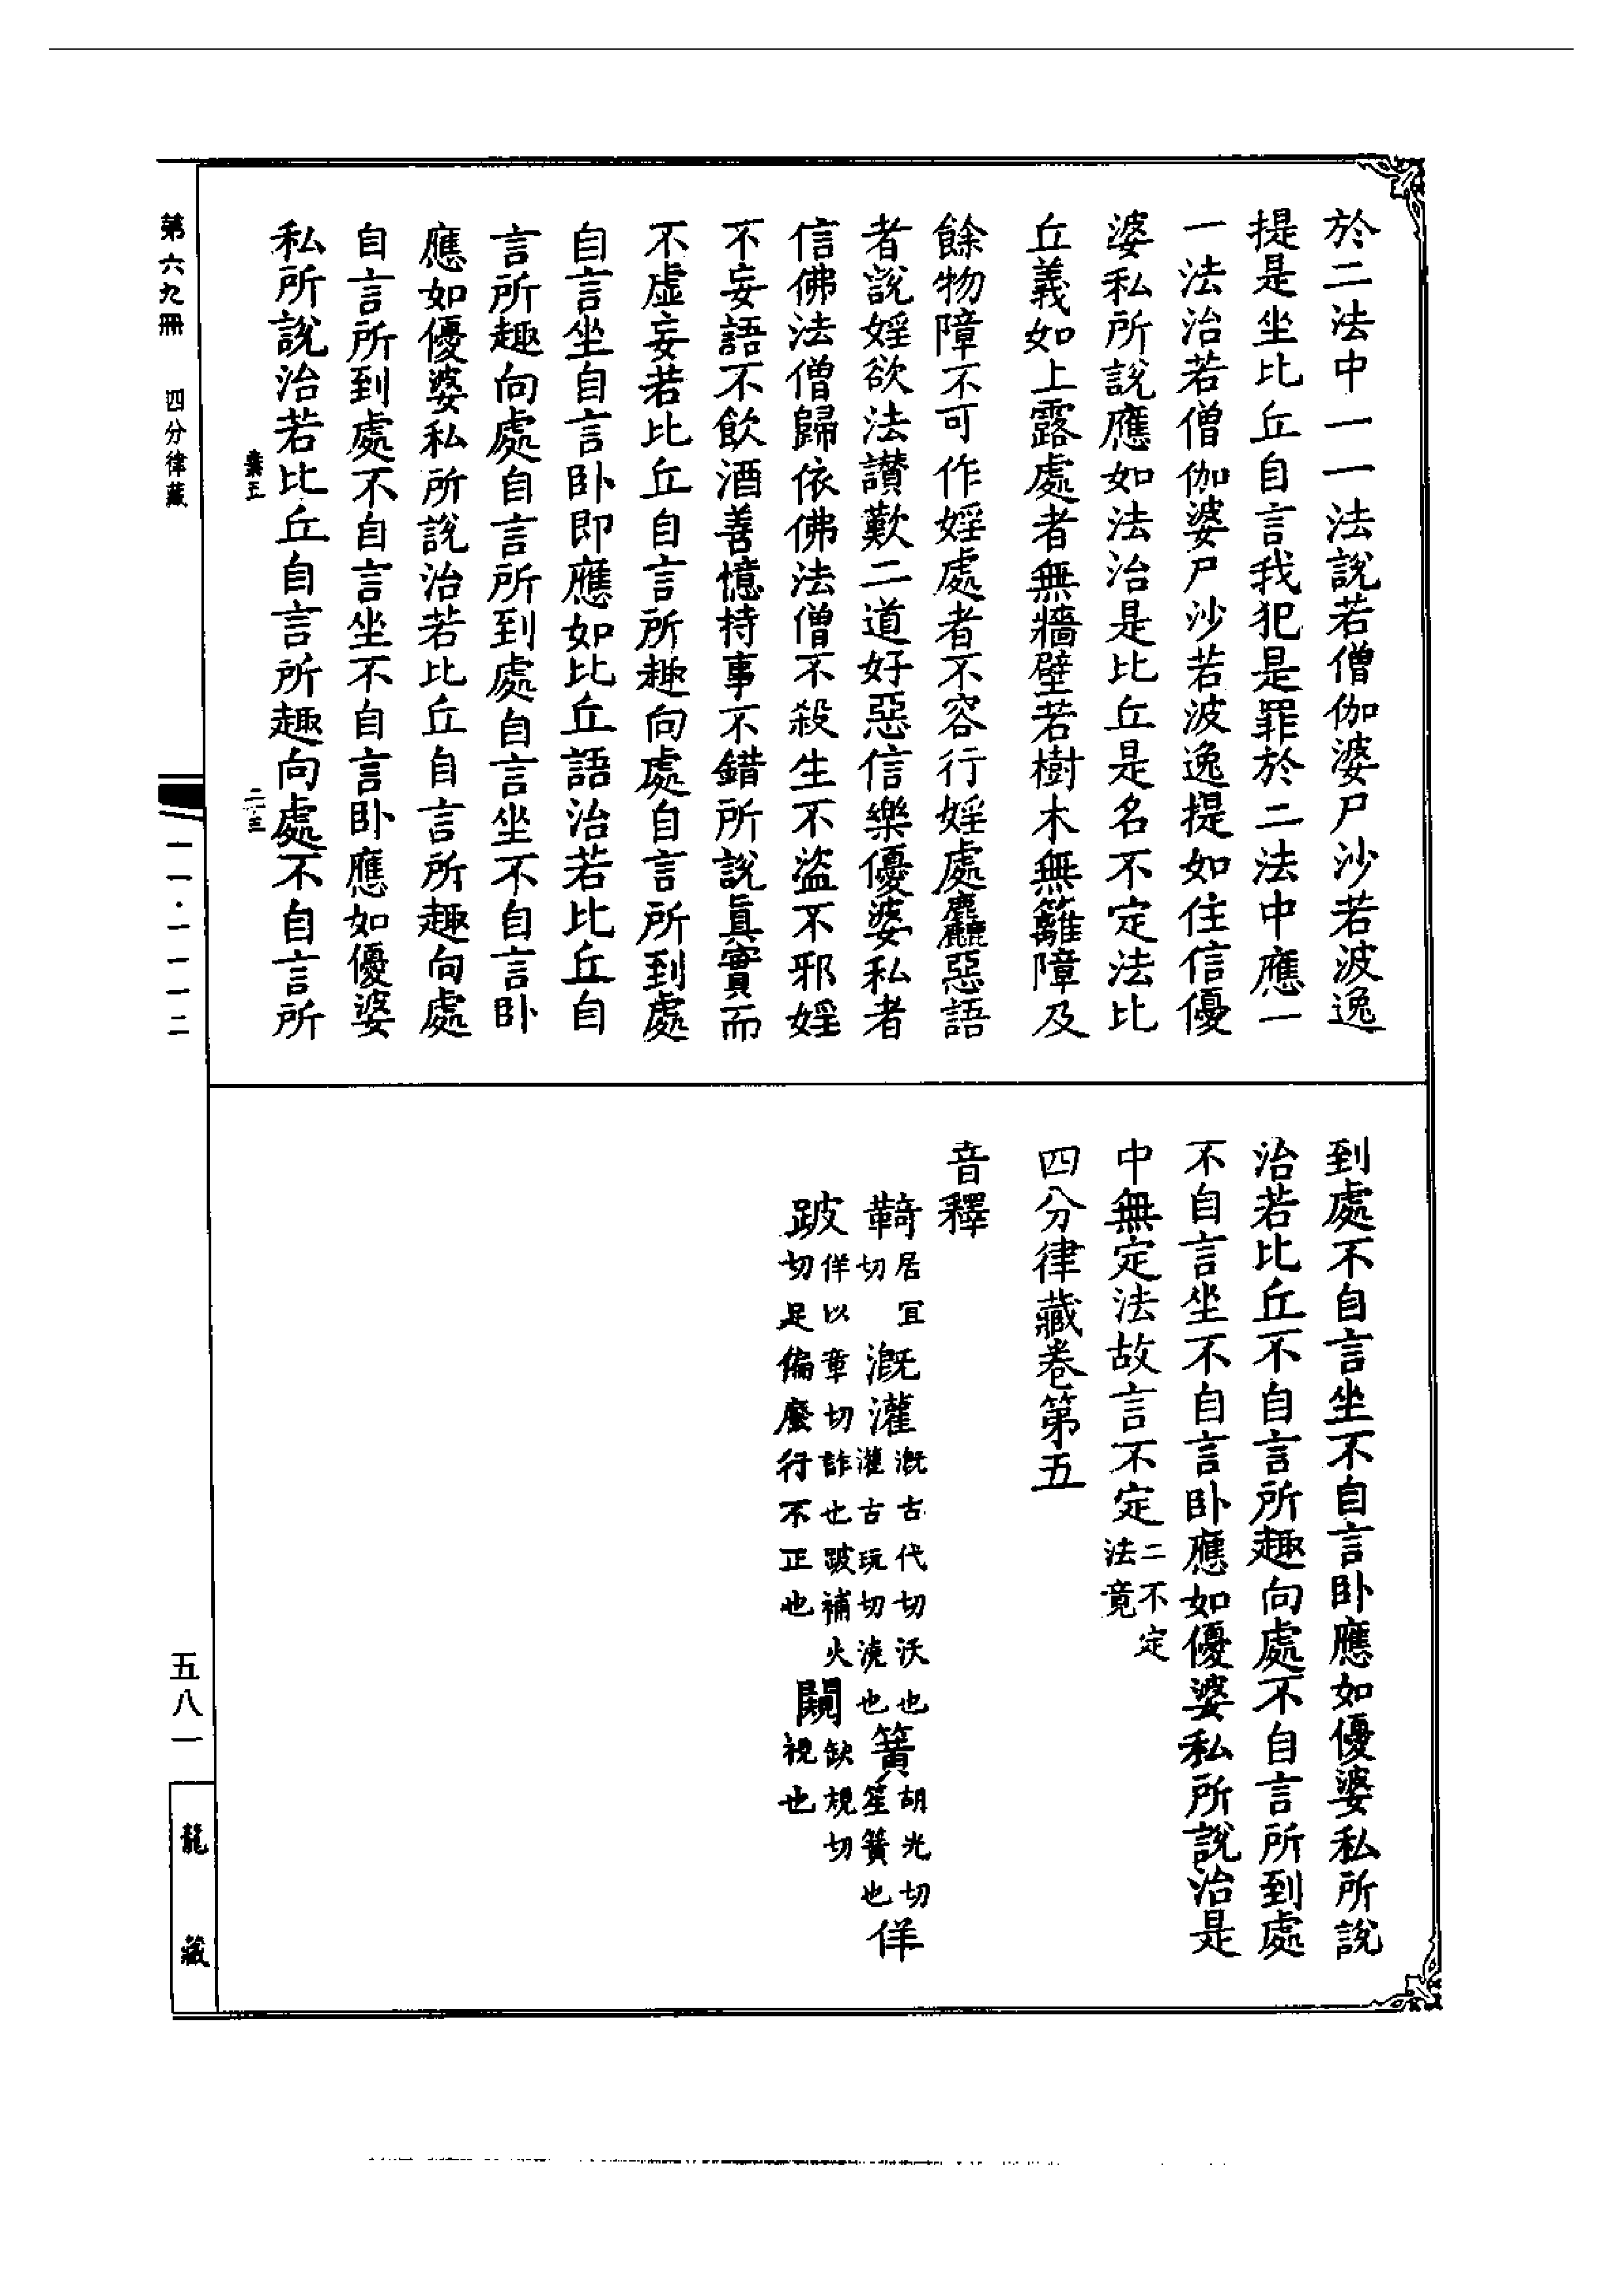 於二法中一一法說若僧伽婆尸沙若波逸
提是坐比丘自言我犯是罪於二法中應一
一法治若僧伽婆尸沙若波逸提如住信優
婆私所說應如法治是比丘是名不定法比
丘義如上露處者無牆壁若樹木無籬障及
餘物障不可作婬處者不容行婬處麤惡語
者說婬欲法讃歎二道好惡信樂優婆私者
信佛法僧歸依佛法僧不殺生不盜不邪婬
不妄語不飲酒善憶持事不錯所說眞實而
不虛妄若比丘自言所趣向處自言所到處
自言坐自言卧即應如比丘語治若比丘自
言所趣向處自言所到處自言坐不自言卧
應如優婆私所說治若比丘自言所趣向處
自言所到處不自言坐不自言卧應如優婆
私所說治若比丘自言所趣向處不自言所
到處不自言坐不自言卧應如優婆私所說
治若比丘不自言所趣向處不自言所到處
不自言坐不自言卧應如優婆私所說治是
中無定法故言不定二不定法竟
四分律藏卷第五
音釋
䩭居宜切 溉灌溉古代切沃也灌古玩切澆也 簧胡光切笙簧也 佯
跛佯以章切詐也跛補火切足偏廢行不正也 闚缺規切視也
第六九冊 四分律藏
二三
一一·一一一二
五八一
龍藏